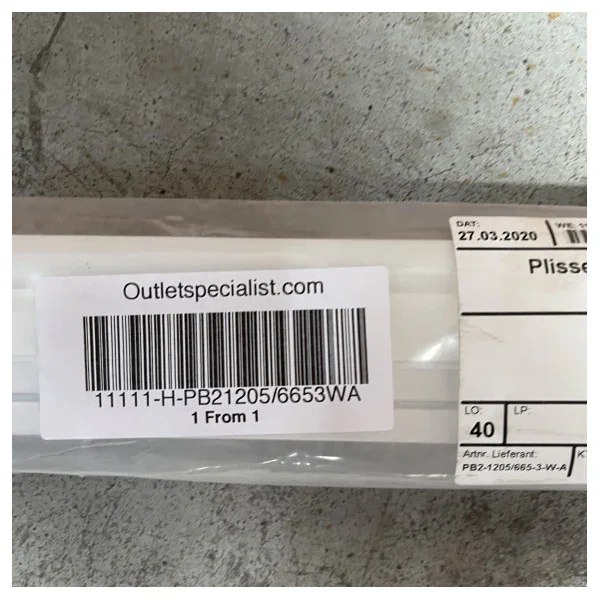 Outletspecialist.com
11111-H-PB21205/6653WA
1 From 1
DAT:
27.03.2020
WE:
Plisse
LO:
40
LP:
Artnr. Lieferant:
PB2-1205/665-3-W-A